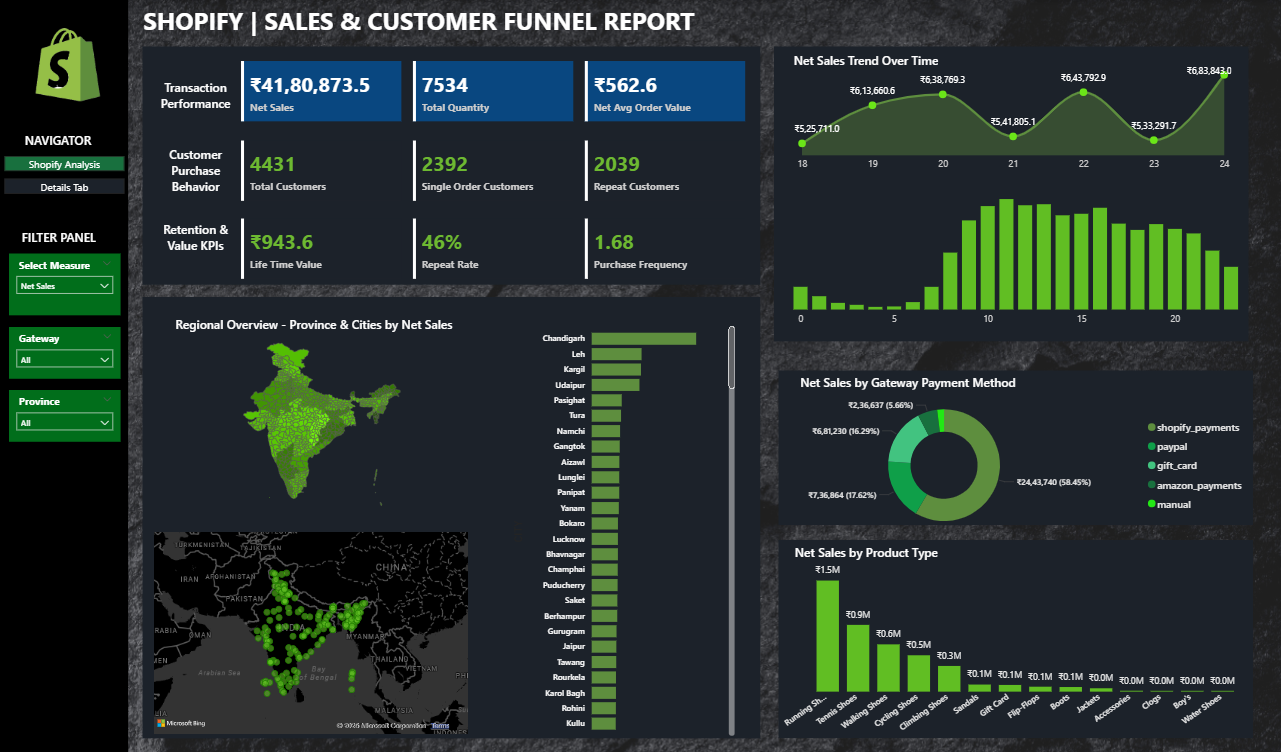 SHOPIFY | SALES & CUSTOMER FUNNEL REPORT
NAVIGATOR
Shopify Analysis
Details Tab
FILTER PANEL
Select Measure
Net Sales
Gateway
All
Province
All
Transaction
Performance
₹41,80,873.5
Net Sales
7534
Total Quantity
₹562.6
Net Avg Order Value
Customer
Purchase
Behavior
4431
Total Customers
2392
Single Order Customers
2039
Repeat Customers
Retention &
Value KPIs
₹943.6
Life Time Value
46%
Repeat Rate
1.68
Purchase Frequency
Regional Overview - Province & Cities by Net Sales
Chandigarh
Leh
Kargil
Udaipur
Pasighat
Tura
Namchi
Gangtok
Aizawl
Lunglei
Panipat
Yanam
Bokaro
Lucknow
Bhavnagar
Champhai
Puducherry
Saket
Berhampur
Gurugram
Jaipur
Tawang
Rourkela
Karol Bagh
Rohini
Kullu
TURKMENISTAN
TAJIKISTAN
CHINA
IRAN
AFGHANISTAN
PAKISTAN
OMAN
INDIA
MYANMAR
THAILAND
VIETNAM
Arabian Sea
Bay
of Bengal
MALAYSIA
Microsoft Bing
Microsoft Corporation
Terms
Net Sales Trend Over Time
₹5,25,711.0
₹6,13,660.6
₹6,38,769.3
₹5,41,805.1
₹6,43,792.9
₹5,33,291.7
₹6,83,843.0
18 19 20 21 22 23 24
0 5 10 15 20
Net Sales by Gateway Payment Method
₹2,36,637 (5.66%)
₹6,81,230 (16.29%)
₹7,36,864 (17.62%)
₹24,43,740 (58.45%)
shopify_payments
paypal
gift_card
amazon_payments
manual
Net Sales by Product Type
₹1.5M
₹0.9M
₹0.6M
₹0.5M
₹0.3M
₹0.1M
₹0.1M
₹0.1M
₹0.1M
₹0.0M
₹0.0M
₹0.0M
₹0.0M
₹0.0M
Running Sh...
Tennis Shoes
Walking Shoes
Cycling Shoes
Climbing Shoes
Sandals
Gift Card
Flip-Flops
Boots
Jackets
Accessories
Clogs
Boy's
Water Shoes